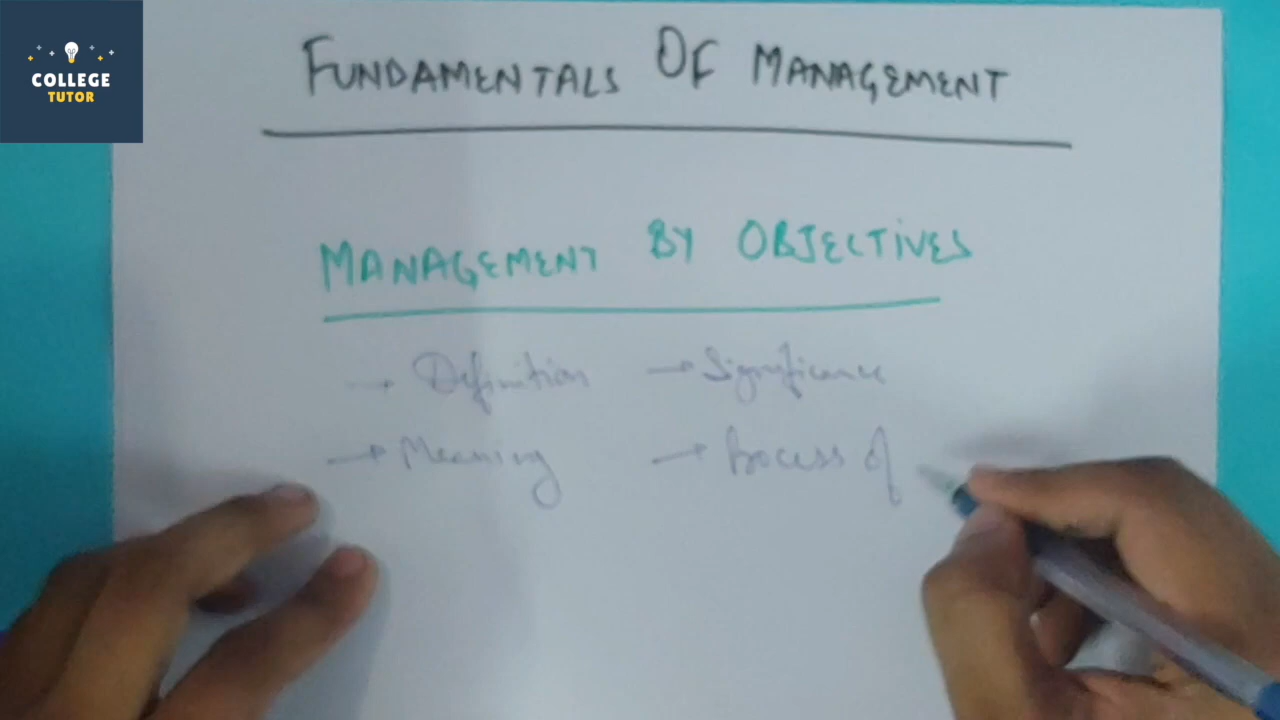 COLLEGE
TUTOR
FUNDAMENTALS OF MANAGEMENT
MANAGEMENT BY OBJECTIVES
→ Definition → Significance
→ Meaning → Process of